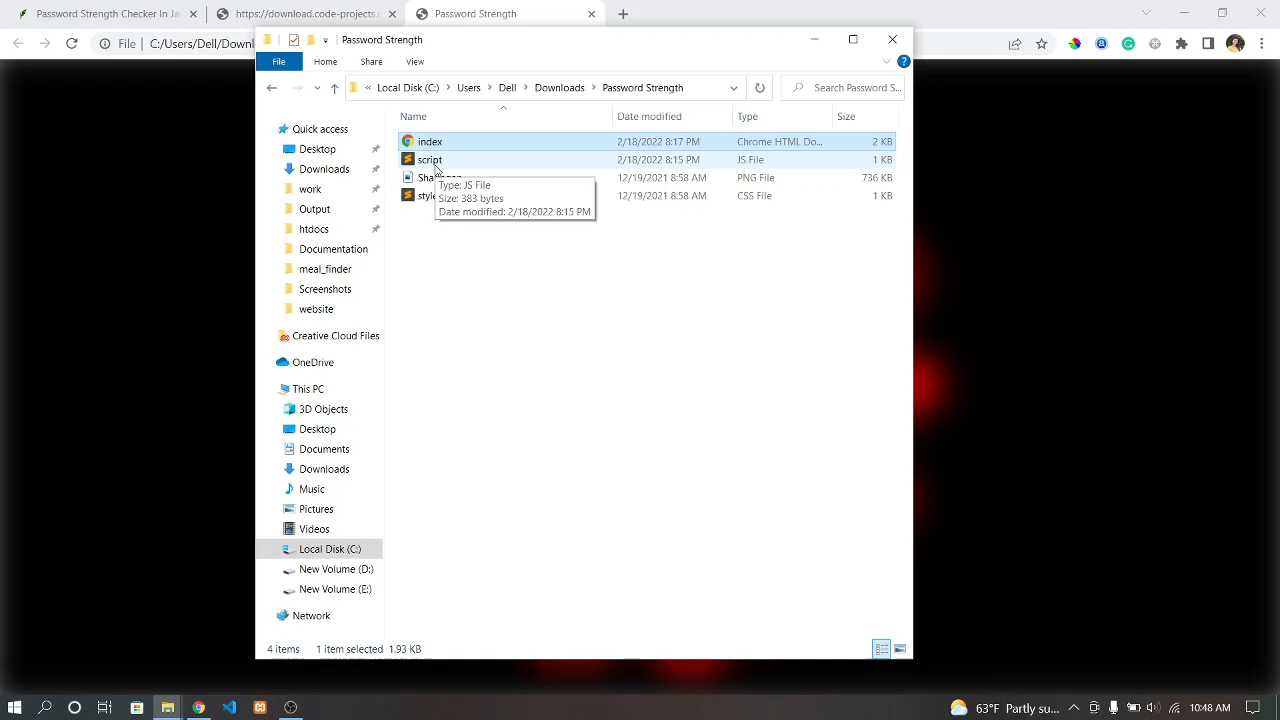 Password Strength Checker In Ja
https://download.code-projects.
Password Strength
File
C:/Users/Dell/Down
Password Strength
File
Home
Share
View
?
« Local Disk (C:) > Users > Dell > Downloads > Password Strength
Search Password S...
Name
Date modified
Type
Size
index
2/18/2022 8:17 PM
Chrome HTML Do...
2 KB
script
2/18/2022 8:15 PM
JS File
1 KB
12/19/2021 8:58 AM
PNG File
736 KB
12/19/2021 8:58 AM
CSS File
1 KB
Type: JS File
Size: 383 bytes
Date modified: 2/18/2022 8:15 PM
Quick access
Desktop
Downloads
work
Output
htdocs
Documentation
meal_finder
Screenshots
website
Creative Cloud Files
OneDrive
This PC
3D Objects
Desktop
Documents
Downloads
Music
Pictures
Videos
Local Disk (C:)
New Volume (D:)
New Volume (E:)
Network
4 items
1 item selected 1.93 KB
63°F Partly su...
10:48 AM